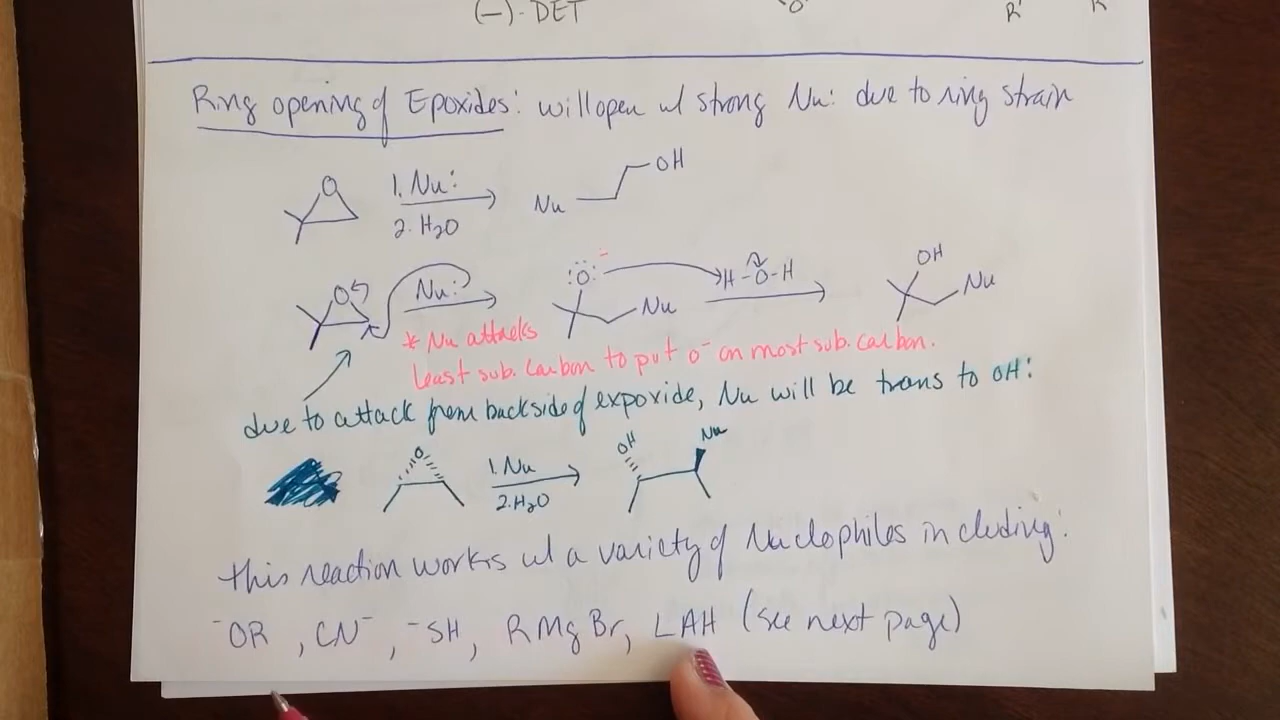 (−)-DET
O
R'
R
Ring opening of Epoxides: will open w/ strong Nu: due to ring strain
O 1. Nu: Nu OH
2. H2O
O Nu: :Ö: − H-O-H OH
Nu Nu
* Nu attacks
least sub. Carbon to put O⁻ on most sub. carbon.
due to attack from backside of expoxide, Nu will be trans to OH:
O 1. Nu OH Nu
2. H2O
this reaction works w/ a variety of Nucleophiles including:
⁻OR , CN⁻ , ⁻SH , RMgBr, LAH (see next page)